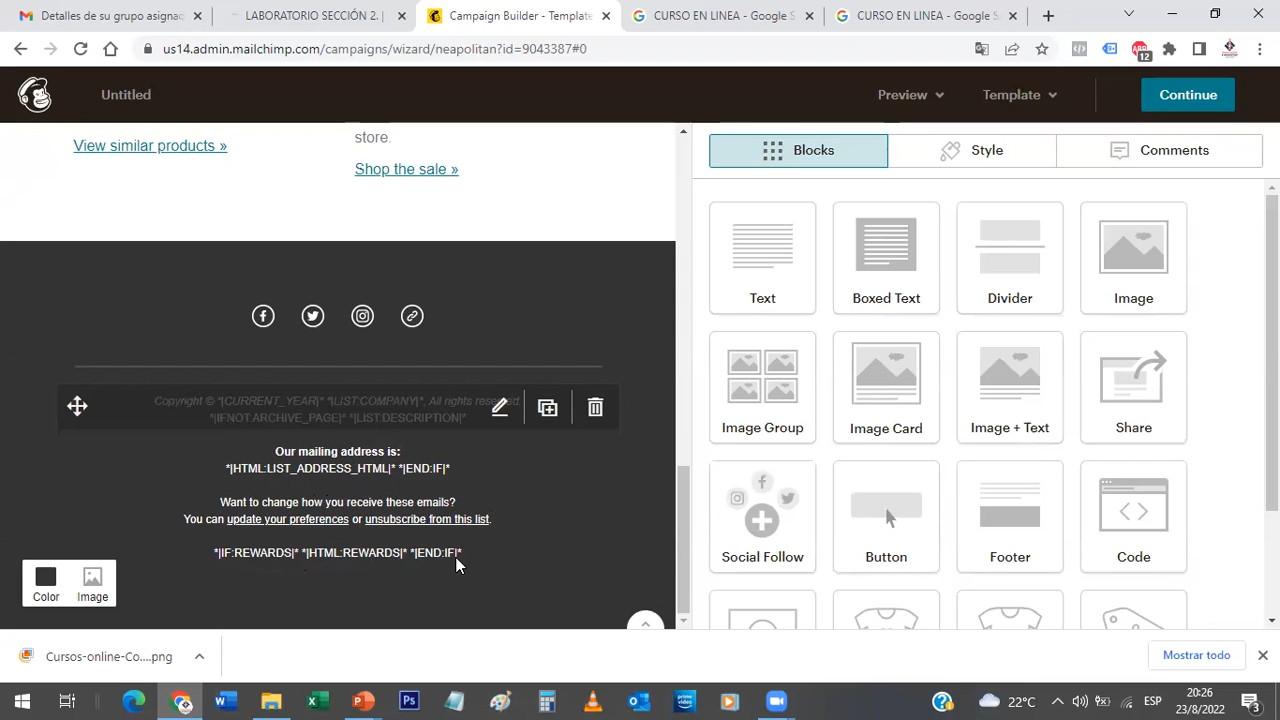 Detalles de su grupo asignac
LABORATORIO SECCIÓN 2. |
Campaign Builder - Template
CURSO EN LINEA - Google S
CURSO EN LINEA - Google S
us14.admin.mailchimp.com/campaigns/wizard/neapolitan?id=9043387#0
12
Untitled
Preview
Template
Continue
View similar products »
store.
Shop the sale »
Blocks
Style
Comments
Text
Boxed Text
Divider
Image
Image Group
Image Card
Image + Text
Share
Social Follow
Button
Footer
Code
Copyright © *|CURRENT_YEAR|* *|LIST:COMPANY|*, All rights reserved.
*|IFNOT:ARCHIVE_PAGE|* *|LIST:DESCRIPTION|*
Our mailing address is:
*|HTML:LIST_ADDRESS_HTML|* *|END:IF|*
Want to change how you receive these emails?
You can update your preferences or unsubscribe from this list.
*|IF:REWARDS|* *|HTML:REWARDS|* *|END:IF|*
Color
Image
Cursos-online-Co....png
Mostrar todo
22°C
ESP
20:26
23/8/2022
3